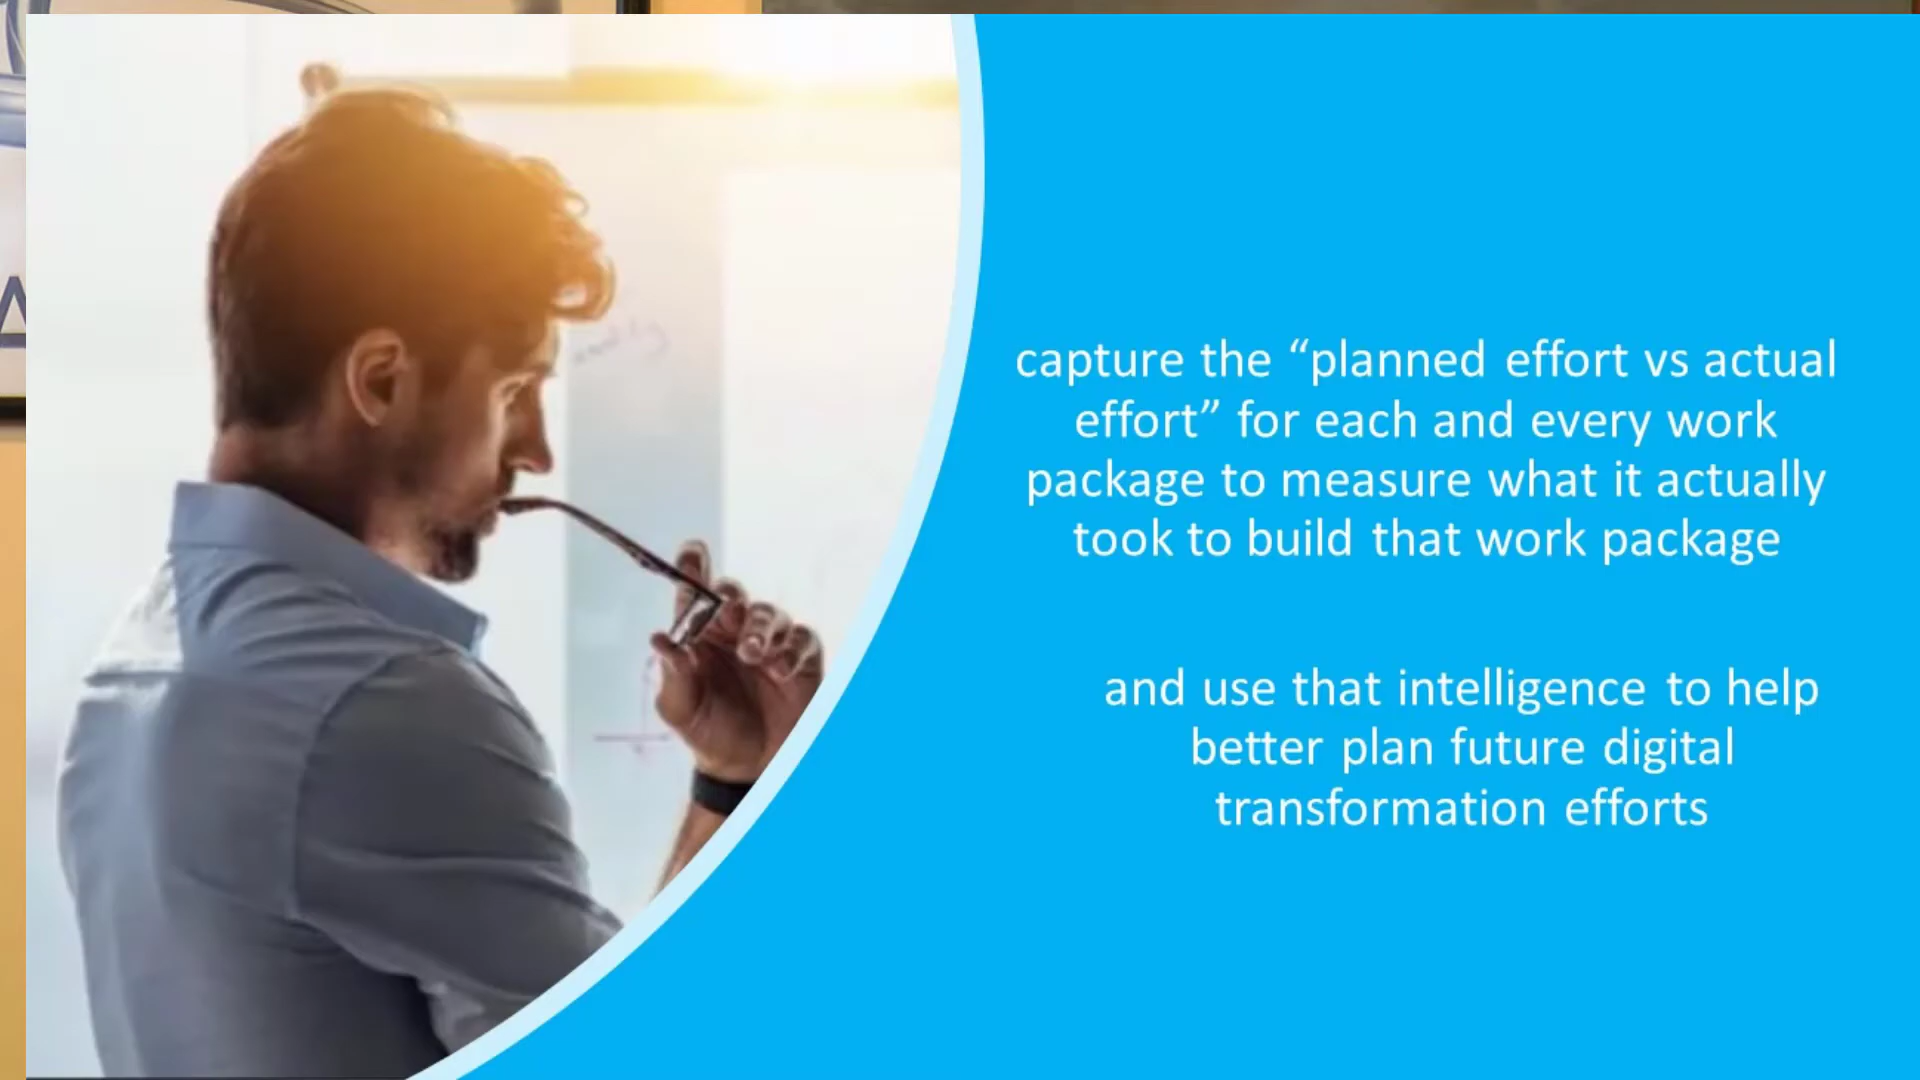 capture the “planned effort vs actual
effort” for each and every work
package to measure what it actually
took to build that work package
and use that intelligence to help
better plan future digital
transformation efforts